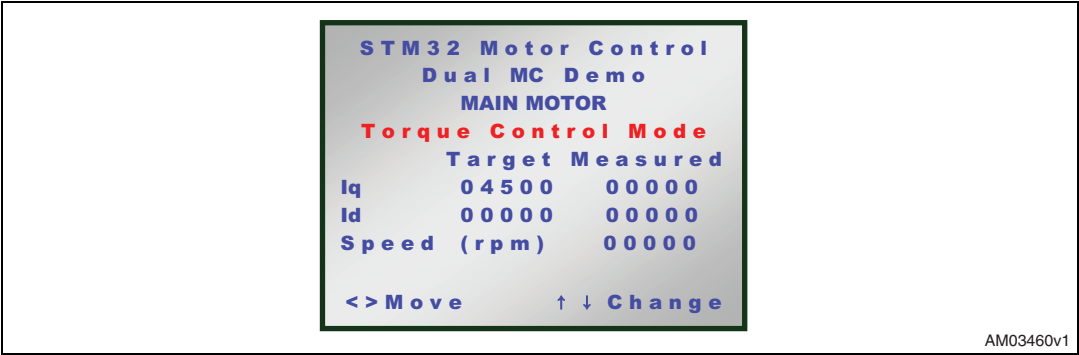 STM32 Motor Control
Dual MC Demo
MAIN MOTOR
Torque Control Mode
Target Measured
Iq 04500 00000
Id 00000 00000
Speed (rpm) 00000
<>Move ↑↓Change
AM03460v1